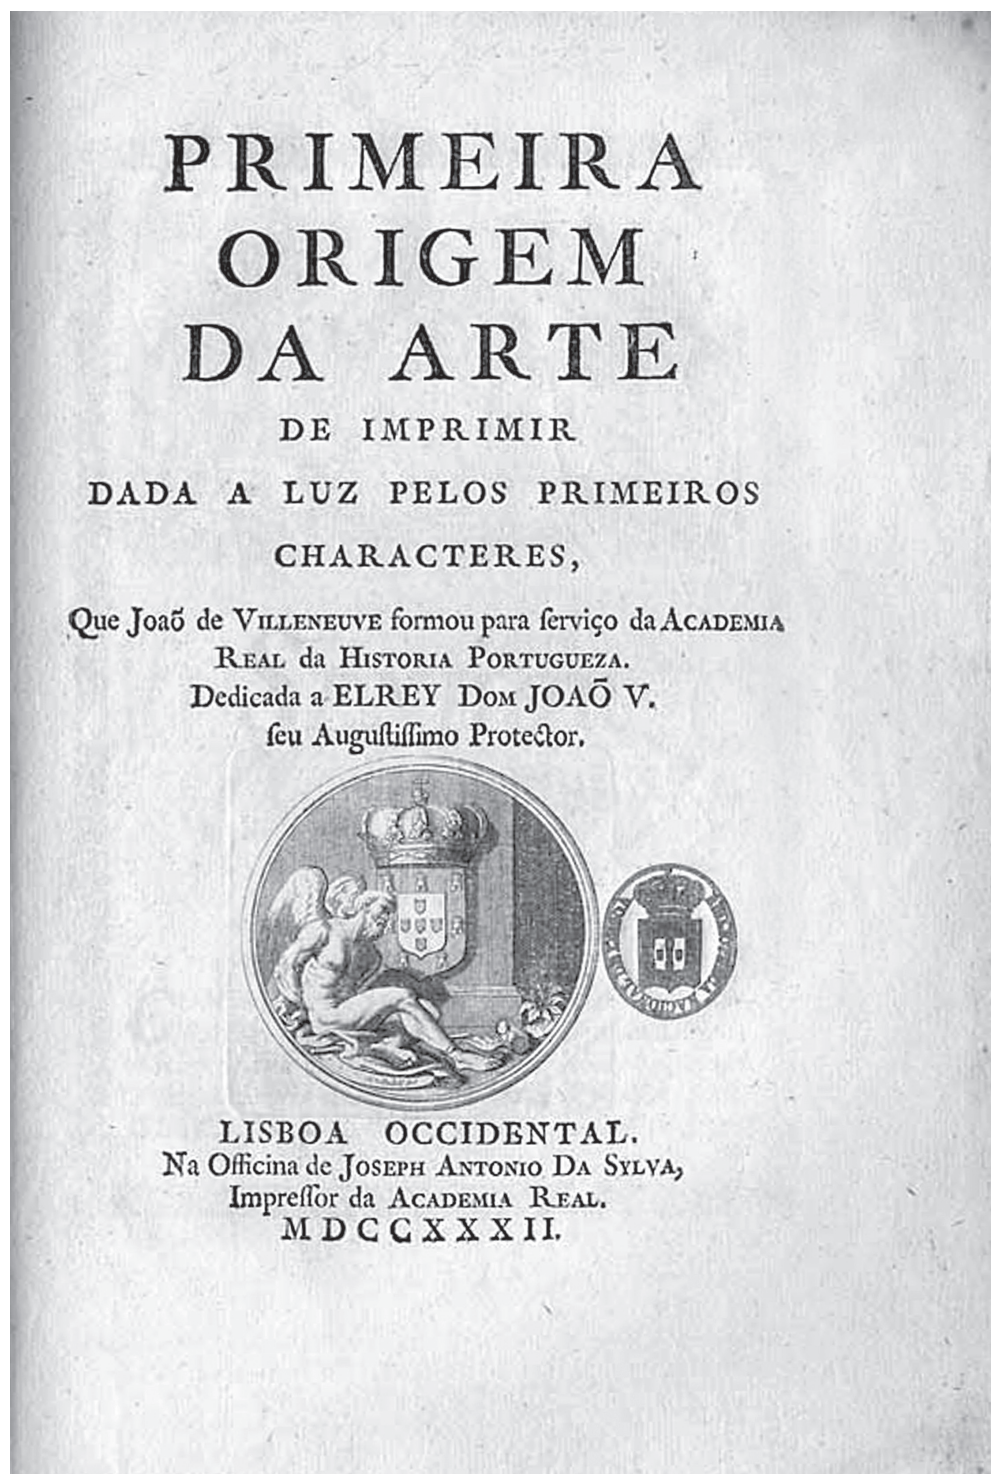 PRIMEIRA
ORIGEM
DA ARTE
DE IMPRIMIR
DADA A LUZ PELOS PRIMEIROS
CHARACTERES,
Que Joaõ de VILLENEUVE formou para ſerviço da ACADEMIA
REAL da HISTORIA PORTUGUEZA.
Dedicada a ELREY DOM JOAÕ V.
ſeu Auguſtiſſimo Protector.
LISBOA OCCIDENTAL.
Na Officina de JOSEPH ANTONIO DA SYLVA,
Impreſſor da ACADEMIA REAL.
MDCCXXXII.